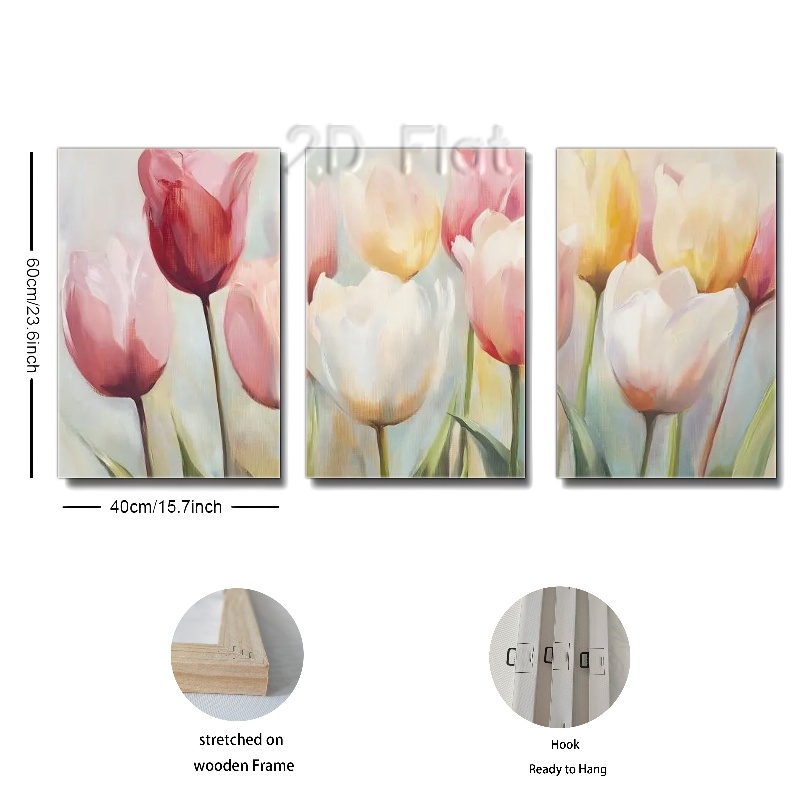 2D Flat
60cm/23.6inch
40cm/15.7inch
stretched on
wooden Frame
Hook
Ready to Hang